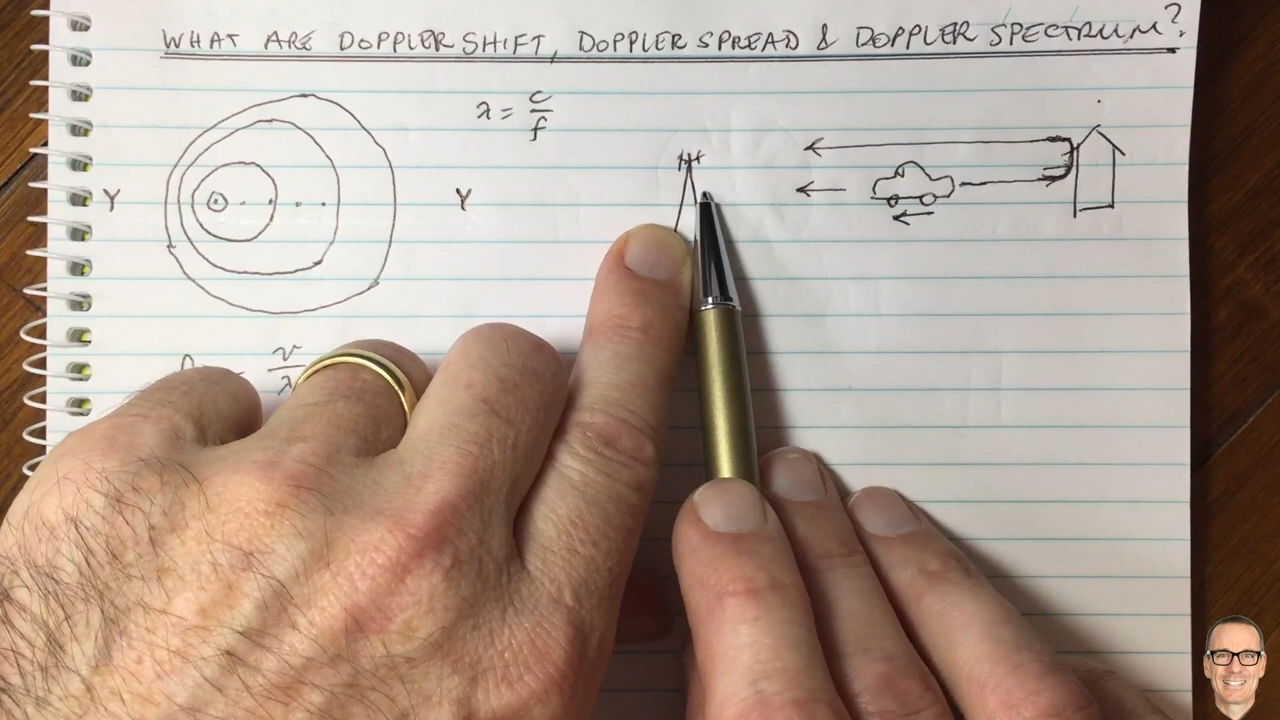 WHAT ARE DOPPLER SHIFT, DOPPLER SPREAD & DOPPLER SPECTRUM?
λ = c/f
Y Y
= v/λ